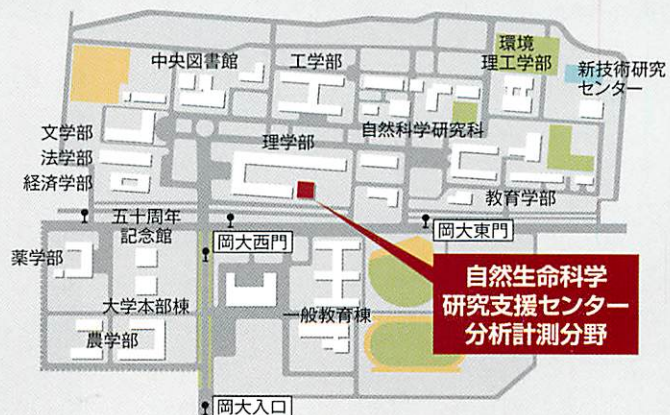 中央図書館
工学部
環境
理工学部
新技術研究
センター
文学部
法学部
経済学部
理学部
自然科学研究科
教育学部
五十周年
記念館
岡大西門
岡大東門
薬学部
大学本部棟
農学部
一般教育棟
岡大入口
自然生命科学
研究支援センター
分析計測分野